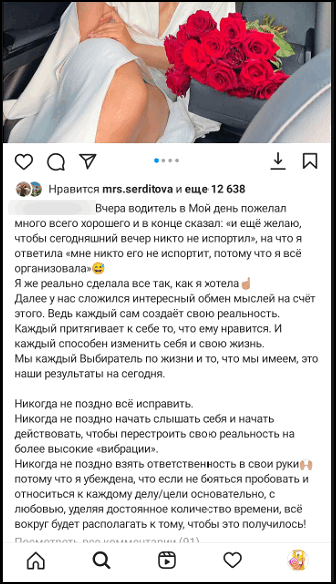 Нравится mrs.serditova и еще 12 638
Вчера водитель в Мой день пожелал
много всего хорошего и в конце сказал: «и ещё желаю,
чтобы сегодняшний вечер никто не испортил», на что я
ответила «мне никто его не испортит, потому что я всё
организовала»😅
Я же реально сделала все так, как я хотела☝🏼
Далее у нас сложился интересный обмен мыслей на счёт
этого. Ведь каждый сам создаёт свою реальность.
Каждый притягивает к себе то, что ему нравится. И
каждый способен изменить себя и свою жизнь.
Мы каждый Выбиратель по жизни и то, что мы имеем, это
наши результаты на сегодня.
Никогда не поздно всё исправить.
Никогда не поздно начать слышать себя и начать
действовать, чтобы перестроить свою реальность на
более высокие «вибрации».
Никогда не поздно взять ответственность в свои руки🙌🏼
потому что я убеждена, что если не бояться пробовать и
относиться к каждому делу/цели основательно, с
любовью, уделяя достойное количество времени, всё
вокруг будет располагать к тому, чтобы это получилось!
Посмотреть все комментарии (91)